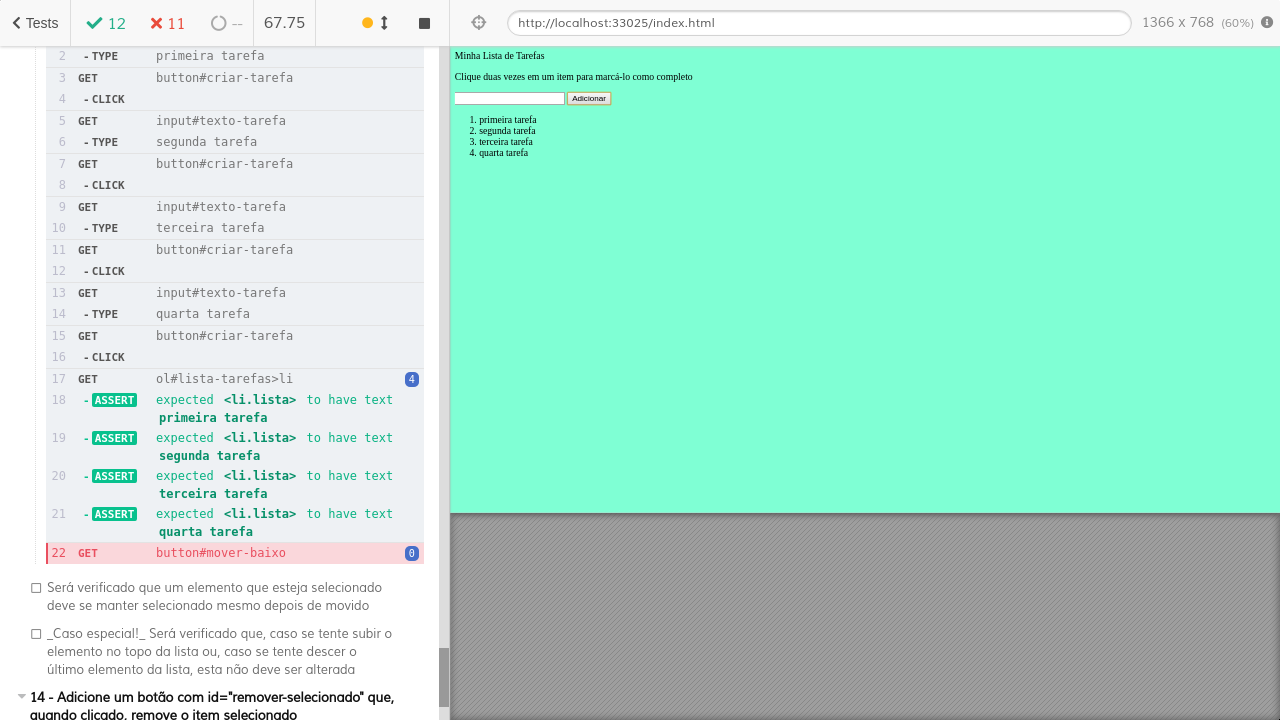 Tests 12 11 -- 67.75 http://localhost:33025/index.html 1366 x 768 (60%)
2 - TYPE primeira tarefa
3 GET button#criar-tarefa
4 - CLICK
5 GET input#texto-tarefa
6 - TYPE segunda tarefa
7 GET button#criar-tarefa
8 - CLICK
9 GET input#texto-tarefa
10 - TYPE terceira tarefa
11 GET button#criar-tarefa
12 - CLICK
13 GET input#texto-tarefa
14 - TYPE quarta tarefa
15 GET button#criar-tarefa
16 - CLICK
17 GET ol#lista-tarefas>li 4
18 - ASSERT expected <li.lista> to have text
primeira tarefa
19 - ASSERT expected <li.lista> to have text
segunda tarefa
20 - ASSERT expected <li.lista> to have text
terceira tarefa
21 - ASSERT expected <li.lista> to have text
quarta tarefa
22 GET button#mover-baixo 0
Será verificado que um elemento que esteja selecionado
deve se manter selecionado mesmo depois de movido
_Caso especial!_ Será verificado que, caso se tente subir o
elemento no topo da lista ou, caso se tente descer o
último elemento da lista, esta não deve ser alterada
14 - Adicione um botão com id="remover-selecionado" que,
quando clicado, remove o item selecionado
Minha Lista de Tarefas
Clique duas vezes em um item para marcá-lo como completo
Adicionar
1. primeira tarefa
2. segunda tarefa
3. terceira tarefa
4. quarta tarefa